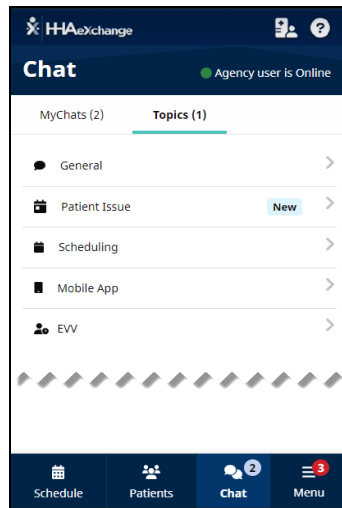 HHAeXchange
?
Chat
Agency user is Online
MyChats (2) Topics (1)
General
Patient Issue New
Scheduling
Mobile App
EVV
2 3
Schedule Patients Chat Menu